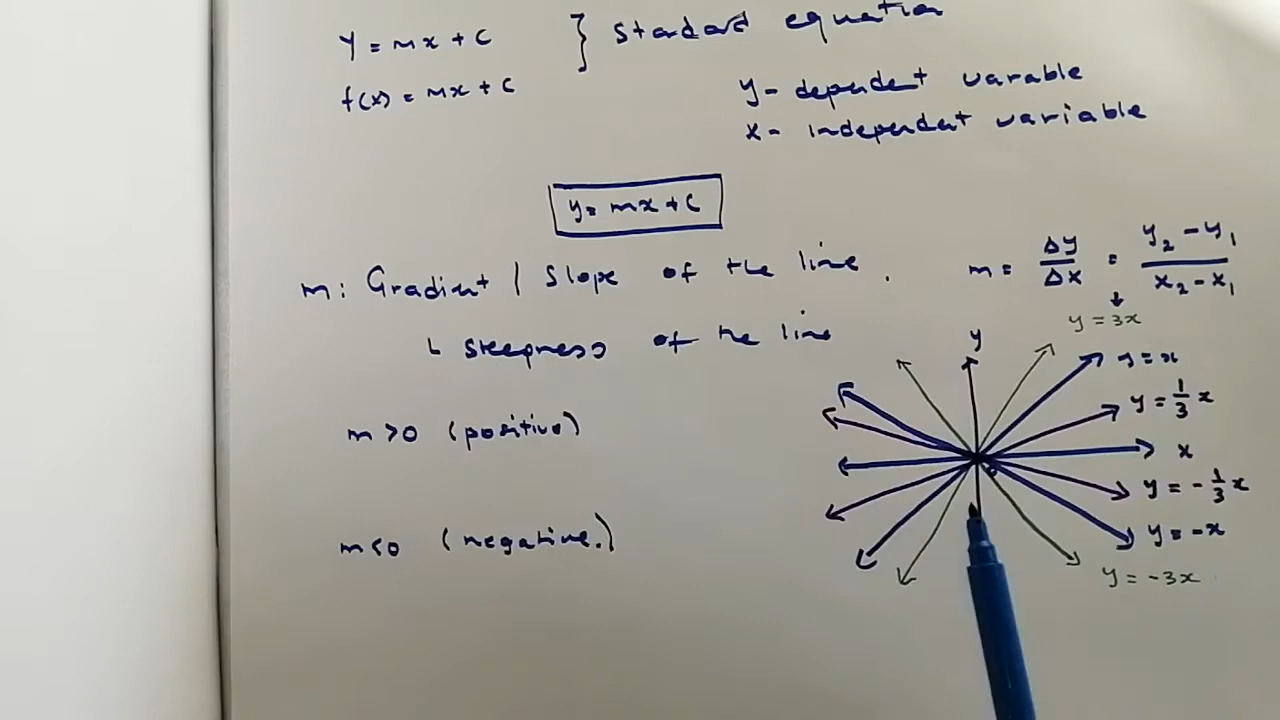 y = mx + c } Standard equation
f(x) = mx + c
y - dependent varable
x - independent variable
y = mx + c
m : Gradient | Slope of the line .
m = Δy/Δx = y₂ - y₁ / x₂ - x₁
↳ steepness of the line
y = 3x
y
y = x
m > 0 (positive)
y = 1/3 x
x
y = - 1/3 x
m < 0 (negative.)
y = -x
y = -3x